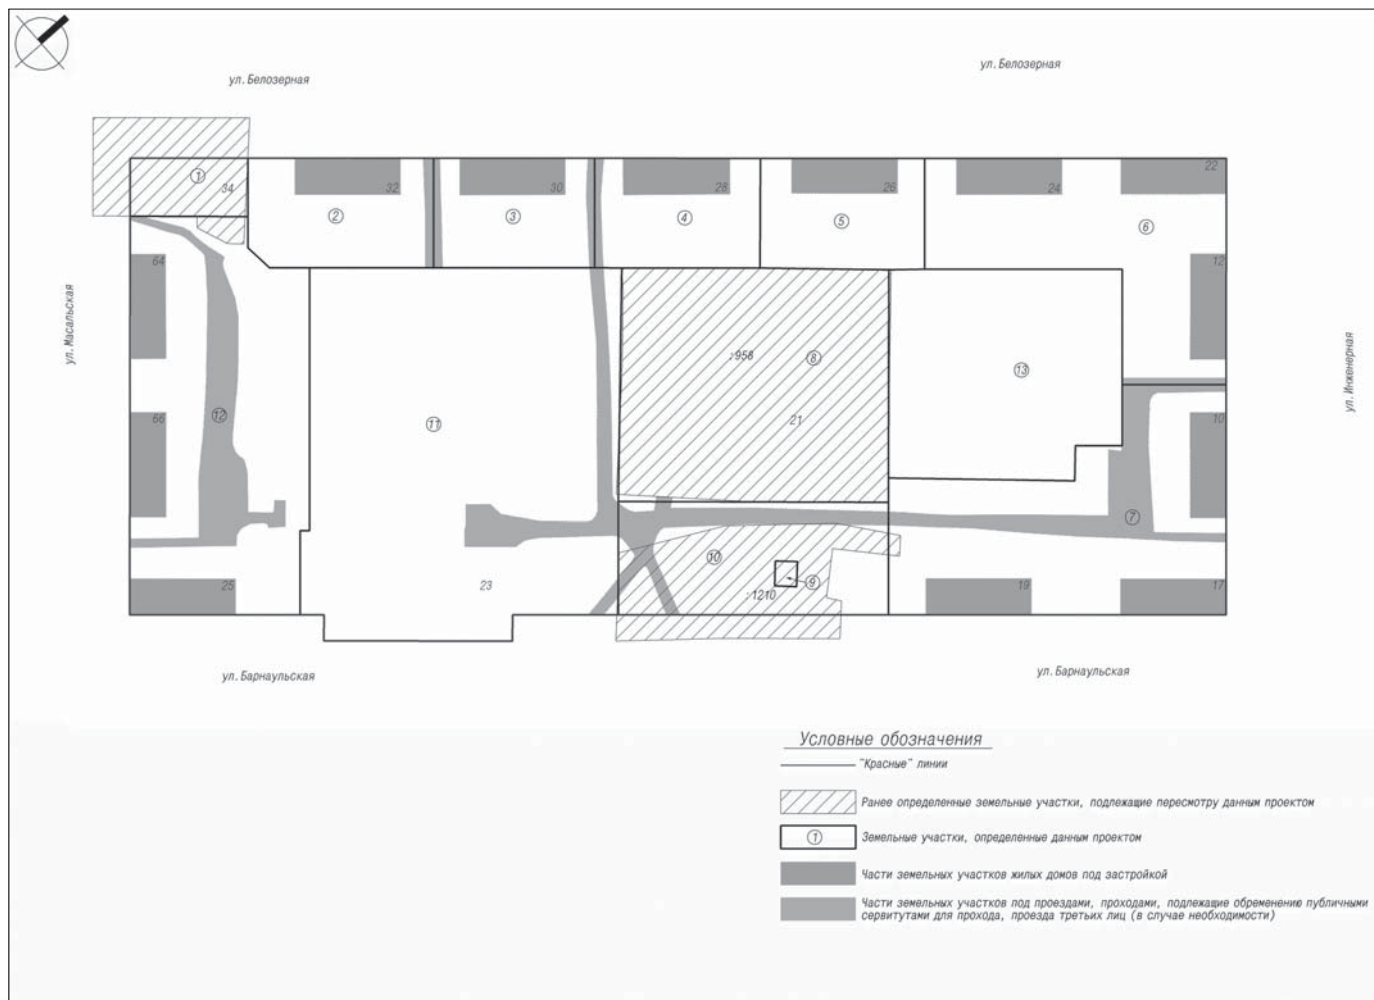 ул.Белозерная
ул.Белозерная
22
34
①
32
30
28
26
24
②
③
④
⑤
⑥
64
12
ул.Масальская
ул.Инженерная
:958
⑧
⑬
66
⑫
⑪
21
10
⑦
⑩
⑨
25
23
:1210
19
17
ул.Барнаульская
ул.Барнаульская
Условные обозначения
"Красные" линии
Ранее определенные земельные участки, подлежащие пересмотру данным проектом
① Земельные участки, определенные данным проектом
Части земельных участков жилых домов под застройкой
Части земельных участков под проездами, проходами, подлежащие обременению публичными
сервитутами для прохода, проезда третьих лиц (в случае необходимости)